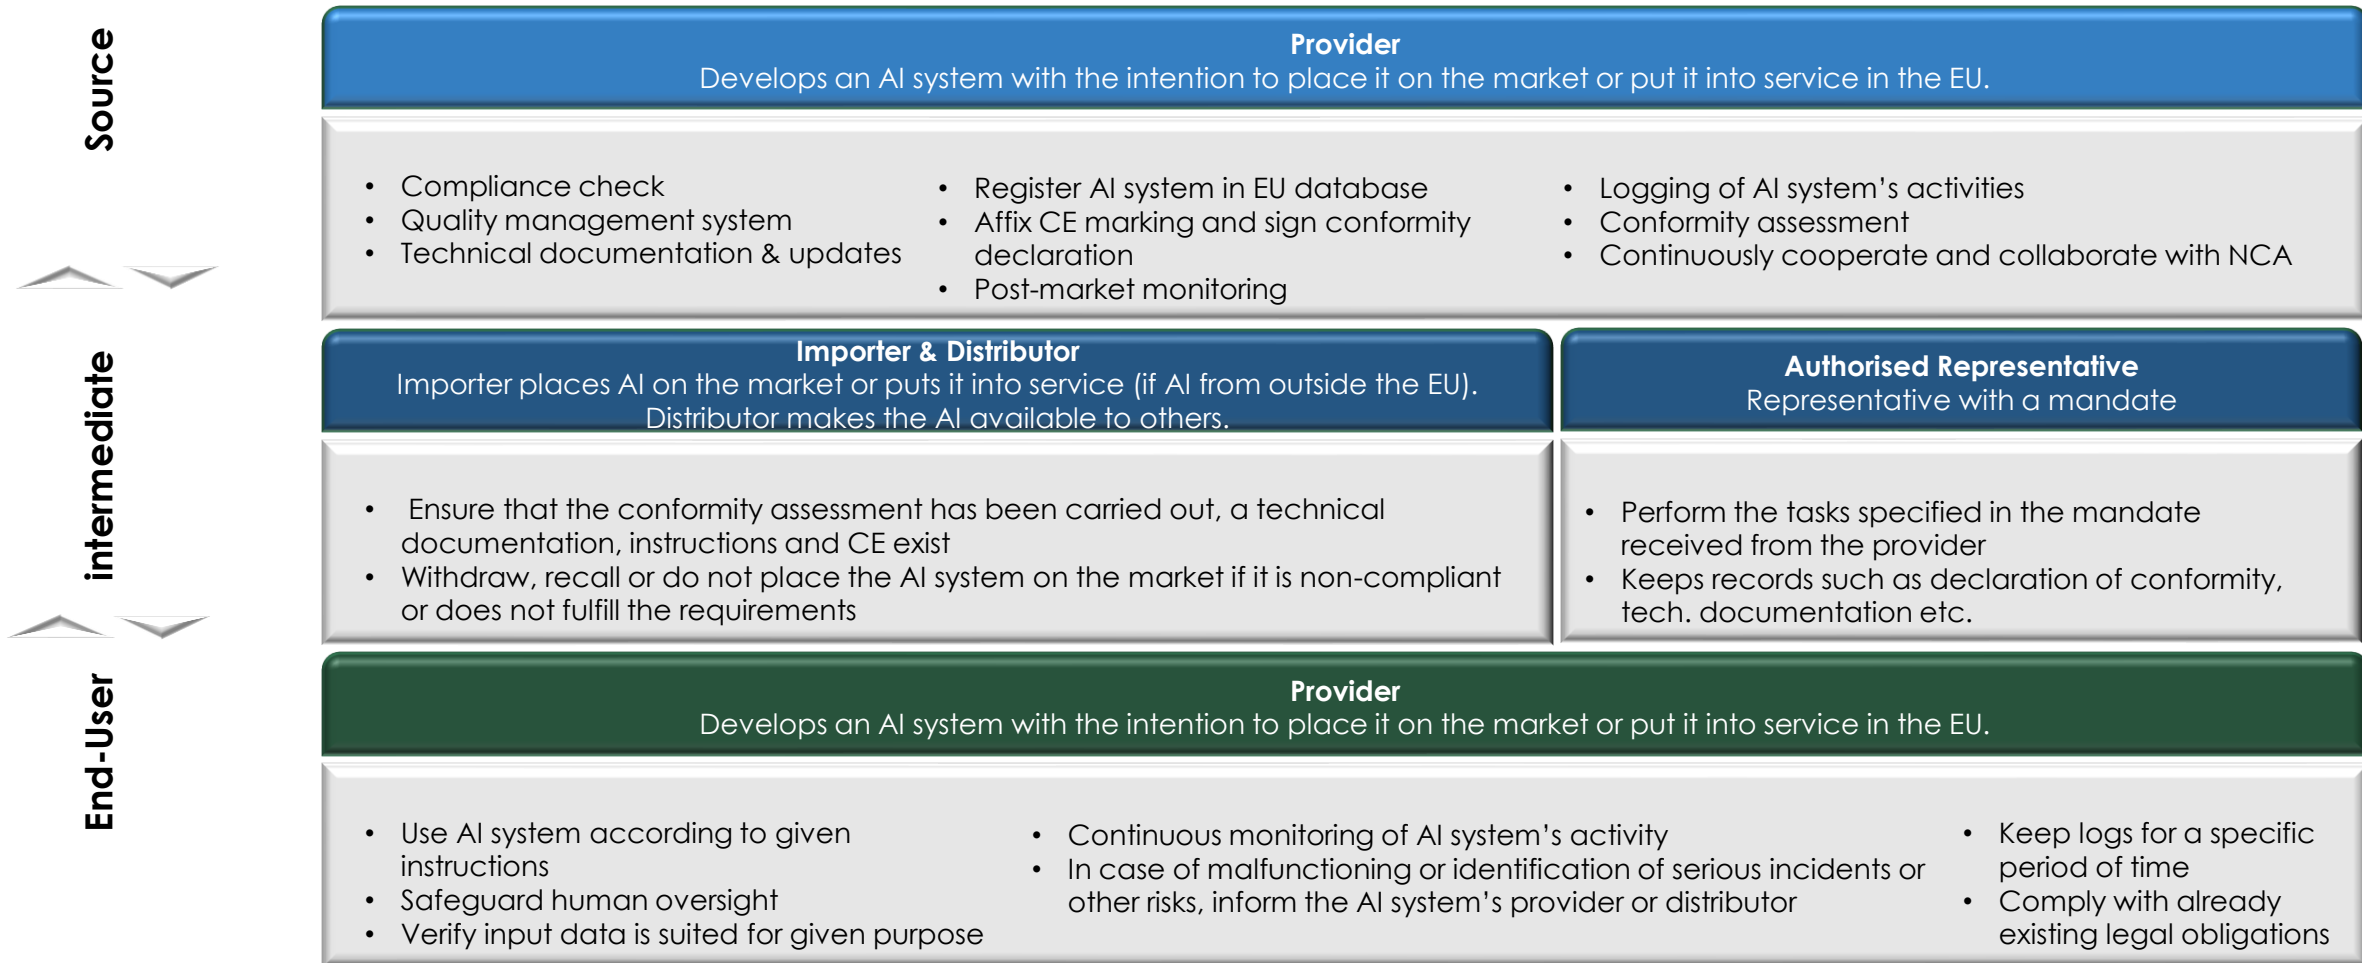 Source
Provider
Develops an AI system with the intention to place it on the market or put it into service in the EU.
• Compliance check
• Quality management system
• Technical documentation & updates
• Register AI system in EU database
• Affix CE marking and sign conformity
declaration
• Post-market monitoring
• Logging of AI system’s activities
• Conformity assessment
• Continuously cooperate and collaborate with NCA
intermediate
Importer & Distributor
Importer places AI on the market or puts it into service (if AI from outside the EU).
Distributor makes the AI available to others.
• Ensure that the conformity assessment has been carried out, a technical
documentation, instructions and CE exist
• Withdraw, recall or do not place the AI system on the market if it is non-compliant
or does not fulfill the requirements
Authorised Representative
Representative with a mandate
• Perform the tasks specified in the mandate
received from the provider
• Keeps records such as declaration of conformity,
tech. documentation etc.
End-User
Provider
Develops an AI system with the intention to place it on the market or put it into service in the EU.
• Use AI system according to given
instructions
• Safeguard human oversight
• Verify input data is suited for given purpose
• Continuous monitoring of AI system’s activity
• In case of malfunctioning or identification of serious incidents or
other risks, inform the AI system’s provider or distributor
• Keep logs for a specific
period of time
• Comply with already
existing legal obligations